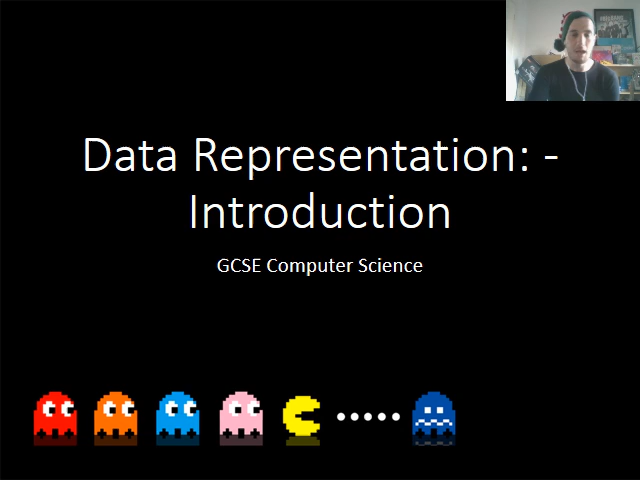 Data Representation: -
Introduction
GCSE Computer Science